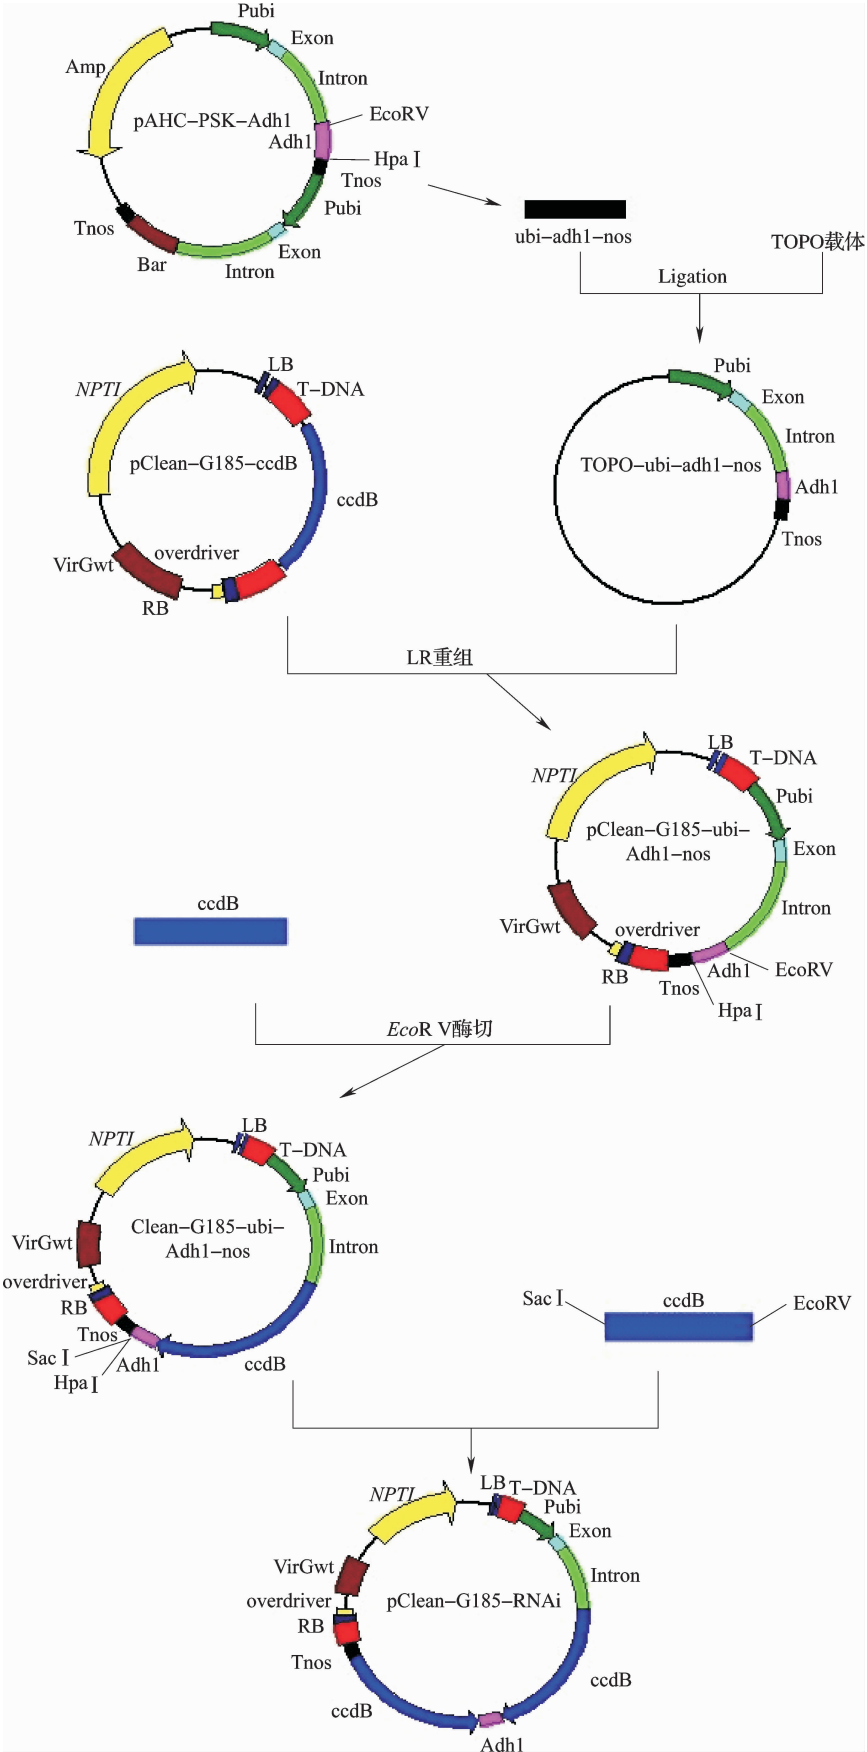 Pubi
Exon
Amp
Intron
pAHC-PSK-Adh1
EcoRV
Adh1
Hpa Ⅰ
Tnos
Pubi
Tnos
Exon
Bar
Intron
ubi-adh1-nos
TOPO载体
Ligation
LB
NPTI
T-DNA
pClean-G185-ccdB
ccdB
overdriver
VirGwt
RB
Pubi
Exon
Intron
TOPO-ubi-adh1-nos
Adh1
Tnos
LR重组
LB
T-DNA
NPTI
Pubi
pClean-G185-ubi-
Adh1-nos
Exon
Intron
VirGwt
overdriver
RB
Tnos
Adh1
EcoRV
Hpa Ⅰ
ccdB
EcoR V酶切
LB
NPTI
T-DNA
Pubi
Exon
Clean-G185-ubi-
Adh1-nos
VirGwt
Intron
overdriver
RB
Tnos
Sac Ⅰ
Adh1
ccdB
Hpa Ⅰ
Sac Ⅰ
ccdB
EcoRV
LB
T-DNA
NPTI
Pubi
Exon
VirGwt
Intron
overdriver
pClean-G185-RNAi
RB
Tnos
ccdB
ccdB
Adh1